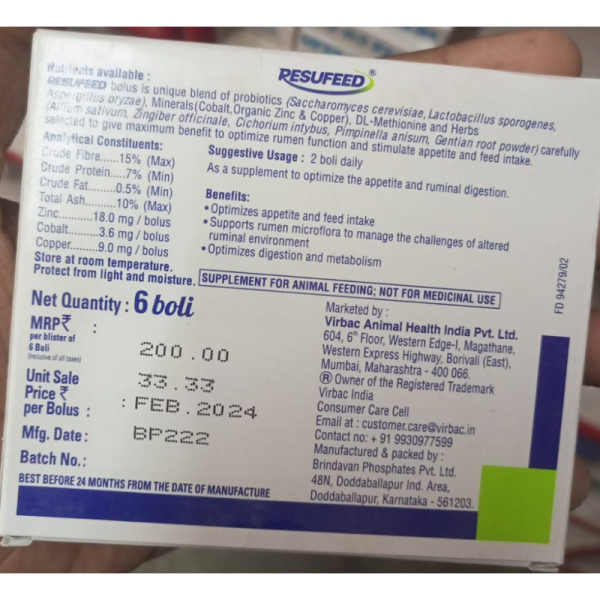 RESUFEED®
Nutrients available :
RESUFEED bolus is unique blend of probiotics (Saccharomyces cerevisiae, Lactobacillus sporogenes,
Aspergillus oryzae), Minerals(Cobalt,Organic Zinc & Copper), DL-Methionine and Herbs
(Allium sativum, Zingiber officinale, Cichorium intybus, Pimpinella anisum, Gentian root powder) carefully
selected to give maximum benefit to optimize rumen function and stimulate appetite and feed intake.
Analytical Constituents:
Crude Fibre.....15% (Max)
Crude Protein....7% (Min)
Crude Fat........0.5% (Min)
Total Ash..........10% (Max)
Zinc..........18.0 mg / bolus
Cobalt.........3.6 mg / bolus
Copper........9.0 mg / bolus
Store at room temperature.
Protect from light and moisture.
Suggestive Usage : 2 boli daily
As a supplement to optimize the appetite and ruminal digestion.
Benefits:
•Optimizes appetite and feed intake
•Supports rumen microflora to manage the challenges of altered
ruminal environment
•Optimizes digestion and metabolism
SUPPLEMENT FOR ANIMAL FEEDING; NOT FOR MEDICINAL USE
FD 94279/02
Net Quantity : 6 boli
MRP₹ :
per blister of
6 Boli
(Inclusive of all taxes)
200.00
Unit Sale
Price ₹
per Bolus :
33.33
Mfg. Date :
: FEB.2024
Batch No.:
BP222
BEST BEFORE 24 MONTHS FROM THE DATE OF MANUFACTURE
Marketed by :
Virbac Animal Health India Pvt. Ltd.
604, 6th Floor, Western Edge-I, Magathane,
Western Express Highway, Borivali (East),
Mumbai, Maharashtra - 400 066.
® Owner of the Registered Trademark
Virbac India
Consumer Care Cell
Email at : customer.care@virbac.in
Contact no: + 91 9930977599
Manufactured & packed by :
Brindavan Phosphates Pvt. Ltd.
48N, Doddaballapur Ind. Area,
Doddaballapur, Karnataka - 561203.